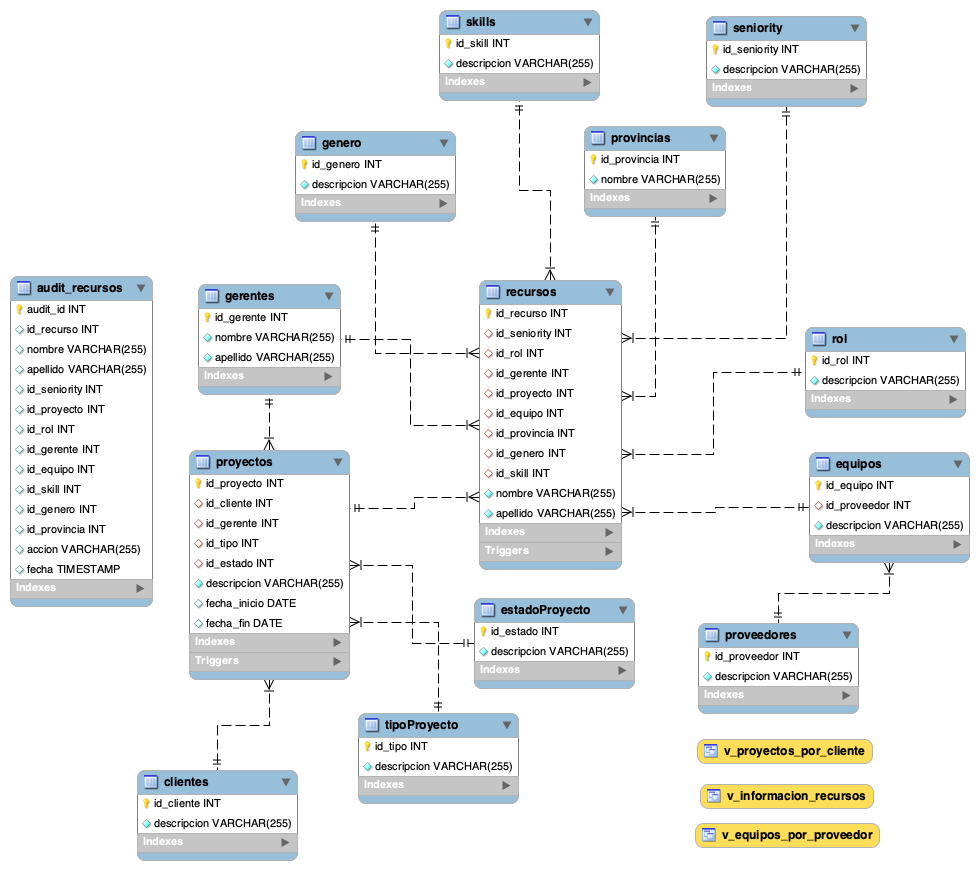 skills
id_skill INT
descripcion VARCHAR(255)
Indexes
seniority
id_seniority INT
descripcion VARCHAR(255)
Indexes
genero
id_genero INT
descripcion VARCHAR(255)
Indexes
provincias
id_provincia INT
nombre VARCHAR(255)
Indexes
audit_recursos
audit_id INT
id_recurso INT
nombre VARCHAR(255)
apellido VARCHAR(255)
id_seniority INT
id_proyecto INT
id_rol INT
id_gerente INT
id_equipo INT
id_skill INT
id_genero INT
id_provincia INT
accion VARCHAR(255)
fecha TIMESTAMP
Indexes
gerentes
id_gerente INT
nombre VARCHAR(255)
apellido VARCHAR(255)
Indexes
recursos
id_recurso INT
id_seniority INT
id_rol INT
id_gerente INT
id_proyecto INT
id_equipo INT
id_provincia INT
id_genero INT
id_skill INT
nombre VARCHAR(255)
apellido VARCHAR(255)
Indexes
Triggers
rol
id_rol INT
descripcion VARCHAR(255)
Indexes
proyectos
id_proyecto INT
id_cliente INT
id_gerente INT
id_tipo INT
id_estado INT
descripcion VARCHAR(255)
fecha_inicio DATE
fecha_fin DATE
Indexes
Triggers
equipos
id_equipo INT
id_proveedor INT
descripcion VARCHAR(255)
Indexes
estadoProyecto
id_estado INT
descripcion VARCHAR(255)
Indexes
proveedores
id_proveedor INT
descripcion VARCHAR(255)
Indexes
tipoProyecto
id_tipo INT
descripcion VARCHAR(255)
Indexes
clientes
id_cliente INT
descripcion VARCHAR(255)
Indexes
v_proyectos_por_cliente
v_informacion_recursos
v_equipos_por_proveedor